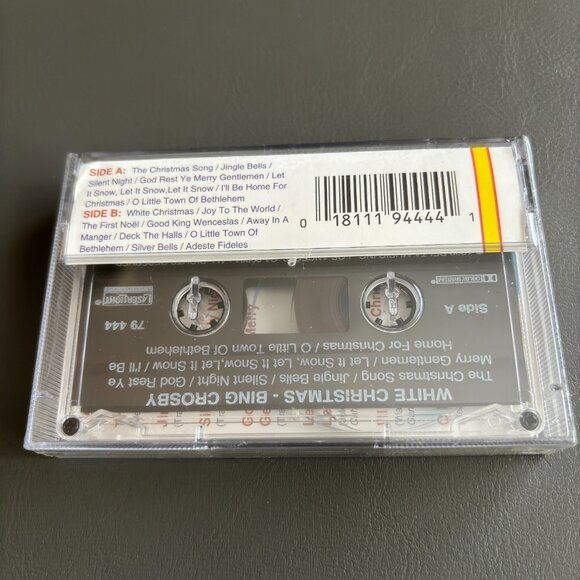 SIDE A: The Christmas Song / Jingle Bells /
Silent Night / God Rest Ye Merry Gentlemen / Let
It Snow, Let It Snow,Let It Snow / I'll Be Home For
Christmas / O Little Town Of Bethlehem
SIDE B: White Christmas / Joy To The World /
The First Noël / Good King Wenceslas / Away In A
Manger / Deck The Halls / O Little Town Of
Bethlehem / Silver Bells / Adeste Fideles
0 18111 94444 1
WHITE CHRISTMAS - BING CROSBY
The Christmas Song / Jingle Bells / Silent Night / God Rest Ye
Merry Gentlemen / Let It Snow, Let It Snow,Let It Snow / I'll Be
Home For Christmas / O Little Town Of Bethlehem
Side A
79 444
LASERLIGHT
DOLBY SYSTEM